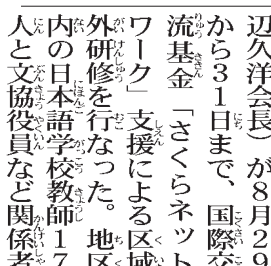 辺久洋会長）が８月２９
から３１日まで、国際交
流基金「さくらネット
ワーク」支援による区域
外研修を行なった。地区
内の日本語学校教師１７
人と文協役員など関係者